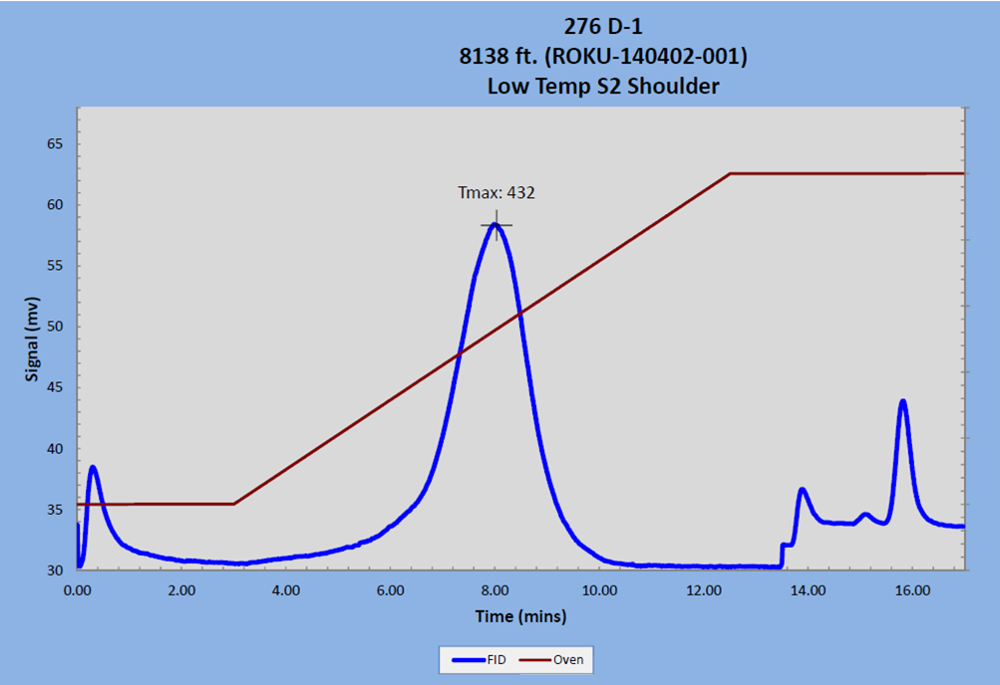 276 D-1
8138 ft. (ROKU-140402-001)
Low Temp S2 Shoulder
65
60
55
50
45
40
35
30
Signal (mv)
Tmax: 432
0.00 2.00 4.00 6.00 8.00 10.00 12.00 14.00 16.00
Time (mins)
FID Oven